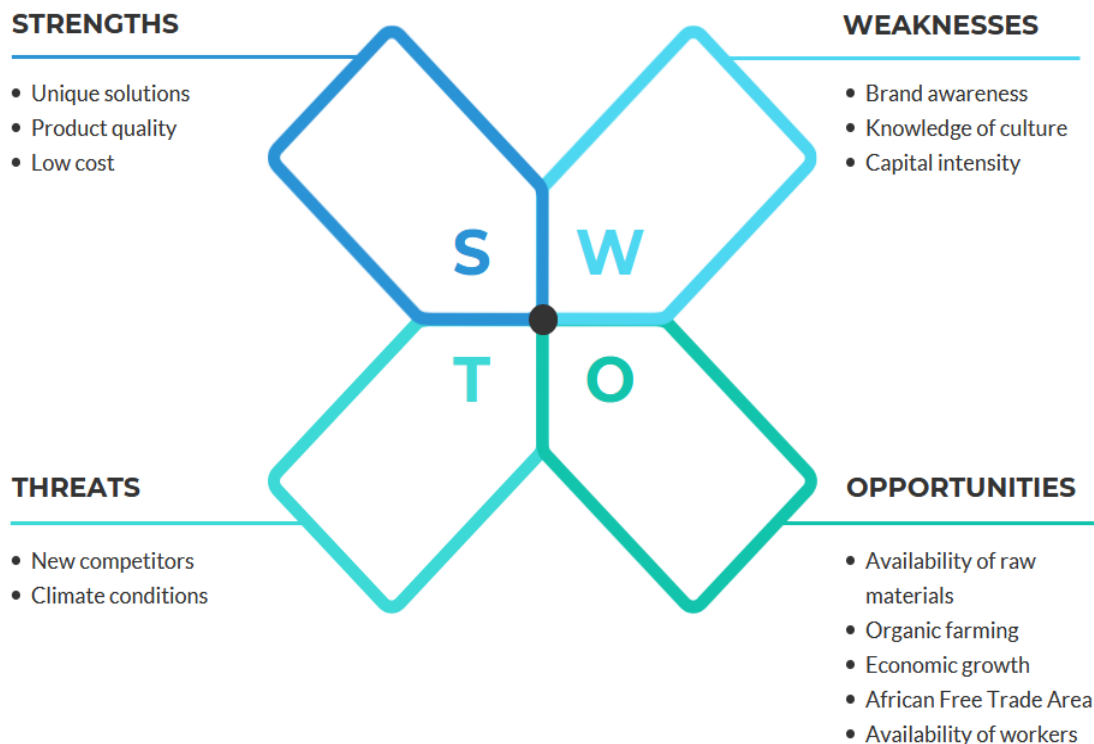 STRENGTHS
• Unique solutions
• Product quality
• Low cost
WEAKNESSES
• Brand awareness
• Knowledge of culture
• Capital intensity
S W
T O
THREATS
• New competitors
• Climate conditions
OPPORTUNITIES
• Availability of raw
materials
• Organic farming
• Economic growth
• African Free Trade Area
• Availability of workers